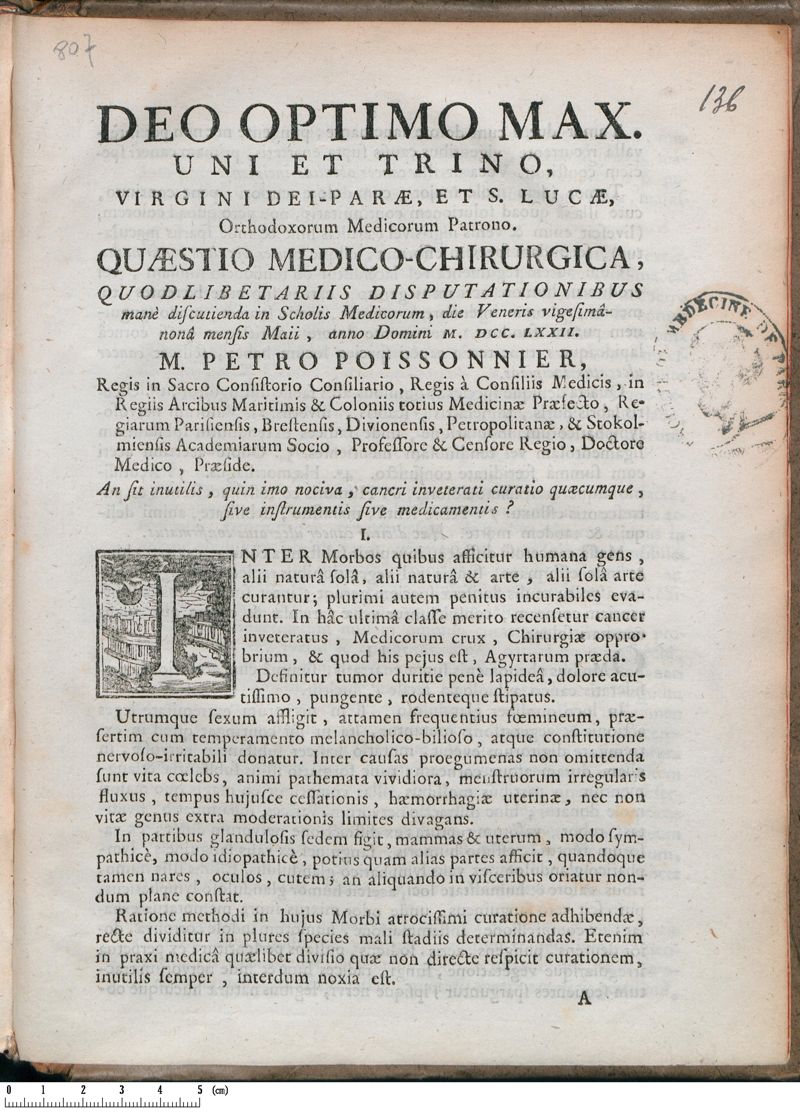 807
136
DEO OPTIMO MAX.
UNI ET TRINO,
VIRGINI DEI-PARÆ, ET S. LUCÆ,
Orthodoxorum Medicorum Patrono.
QUÆSTIO MEDICO-CHIRURGICA,
QUODLIBETARIIS DISPUTATIONIBUS
manè diſcutienda in Scholis Medicorum, die Veneris vigeſimâ-
nonâ menſis Maii, anno Domini M. DCC. LXXII.
M. PETRO POISSONNIER,
Regis in Sacro Conſiſtorio Conſiliario, Regis à Conſiliis Medicis, in
Regiis Arcibus Maritimis & Coloniis totius Medicinæ Præfecto, Re-
giarum Pariſienſis, Breſtenſis, Divionenſis, Petropolitanæ, & Stokol-
mienſis Academiarum Socio, Profeſſore & Cenſore Regio, Doctore
Medico, Præſide.
An ſit inutilis, quin imo nociva, cancri inveterati curatio quæcumque,
ſive inſtrumentis ſive medicamentis?
I.
INTER Morbos quibus afficitur humana gens,
alii naturâ ſolâ, alii naturâ & arte, alii ſolâ arte
curantur; plurimi autem penitus incurabiles eva-
dunt. In hâc ultimâ claſſe merito recenſetur cancer
inveteratus, Medicorum crux, Chirurgiæ oppro-
brium, & quod his pejus eſt, Agyrtarum præda.
Definitur tumor duritie penè lapideâ, dolore acu-
tiſſimo, pungente, rodenteque ſtipatus.
Utrumque ſexum affligit, attamen frequentius fœmineum, præ-
ſertim cum temperamento melancholico-bilioſo, atque conſtitutione
nervoſo-irritabili donatur. Inter cauſas proegumenas non omittenda
ſunt vita cœlebs, animi pathemata vividiora, menſtruorum irregularis
fluxus, tempus hujuſce ceſſationis, hæmorrhagiæ uterinæ, nec non
vitæ genus extra moderationis limites divagans.
In partibus glanduloſis ſedem figit, mammas & uterum, modo ſym-
pathicè, modo idiopathicè, potius quam alias partes afficit, quandoque
tamen nares, oculos, cutem; an aliquando in viſceribus oriatur non-
dum plane conſtat.
Ratione methodi in hujus Morbi atrociſſimi curatione adhibendæ,
recte dividitur in plures ſpecies mali ſtadiis determinandas. Etenim
in praxi medicâ quælibet diviſio quæ non directe reſpicit curationem,
inutilis ſemper, interdum noxia eſt.
A
MEDECINE DE PARIS
0 1 2 3 4 5 (cm)